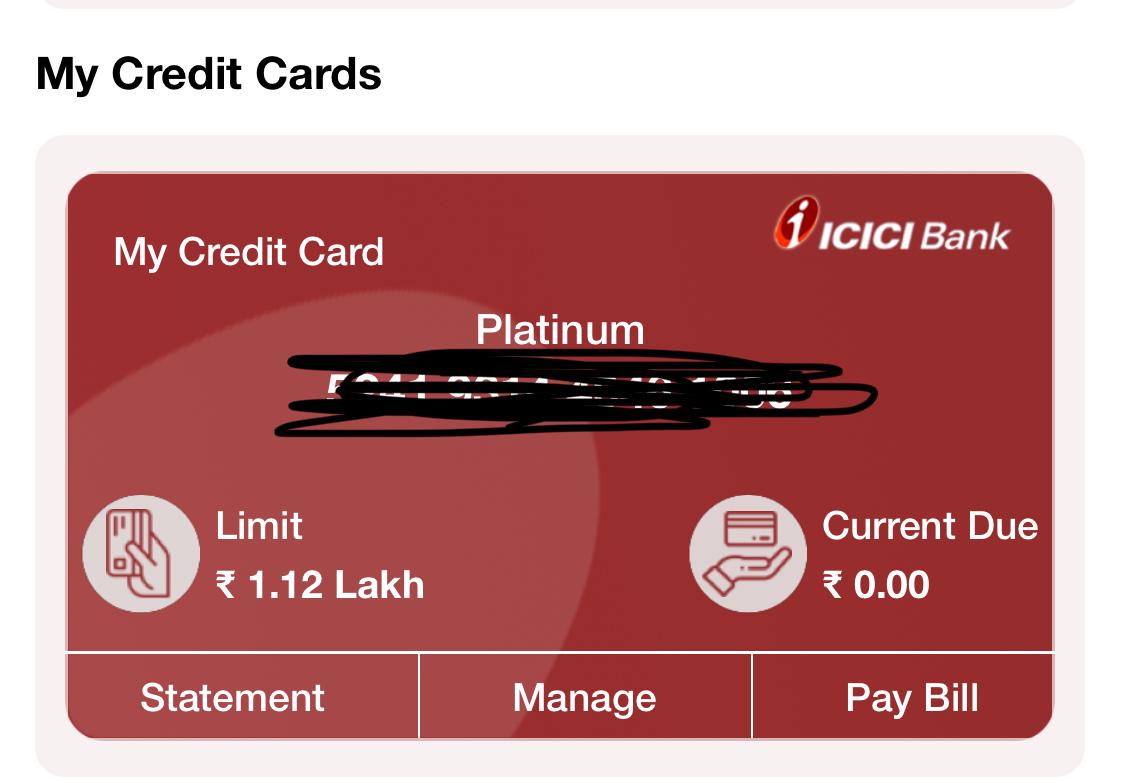 My Credit Cards
My Credit Card
ICICI Bank
Platinum
Limit
₹ 1.12 Lakh
Current Due
₹ 0.00
Statement
Manage
Pay Bill